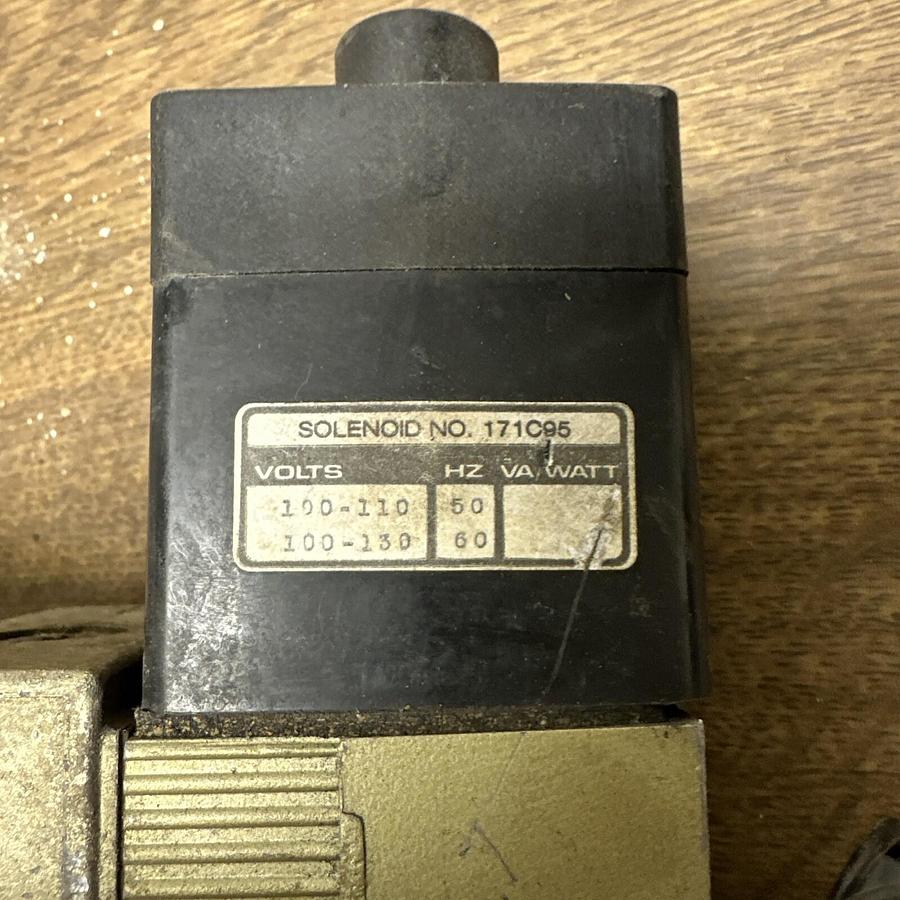 SOLENOID NO. 171C95
VOLTS HZ VA/WATT
100-110 50
100-130 60